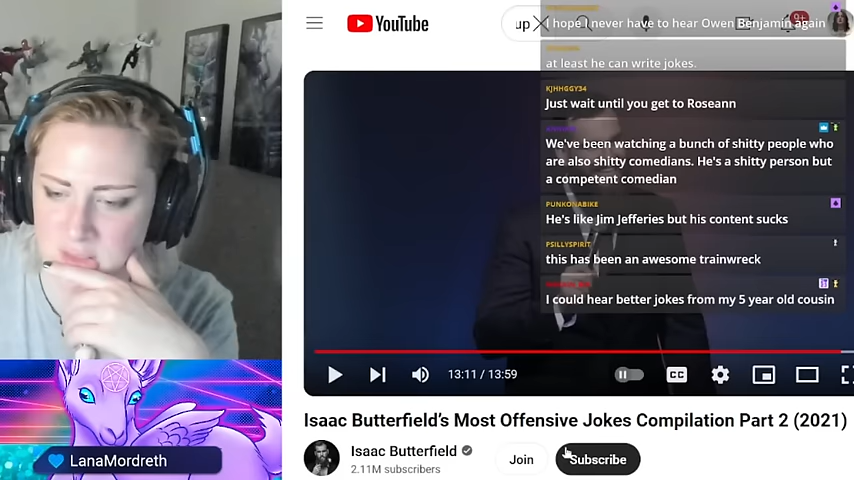 YouTube
up
9+
I hope I never have to hear Owen Benjamin again
at least he can write jokes.
KJHHGGY34
Just wait until you get to Roseann
We've been watching a bunch of shitty people who
are also shitty comedians. He's a shitty person but
a competent comedian
PUNKONABIKE
He's like Jim Jefferies but his content sucks
PSILLYSPIRIT
this has been an awesome trainwreck
I could hear better jokes from my 5 year old cousin
13:11 / 13:59
CC
Isaac Butterfield's Most Offensive Jokes Compilation Part 2 (2021)
Isaac Butterfield
2.11M subscribers
Join
Subscribe
LanaMordreth